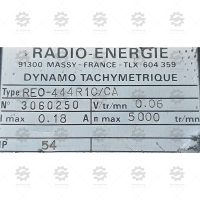 RADIO-ENERGIE
91300 MASSY-FRANCE-TLX 604 359
DYNAMO TACHYMETRIQUE
Type REO-444R1C/CA
N° 3060250 V/tr/mn 0.06
I max 0.18 A n max 5000 tr/mn
IP 54